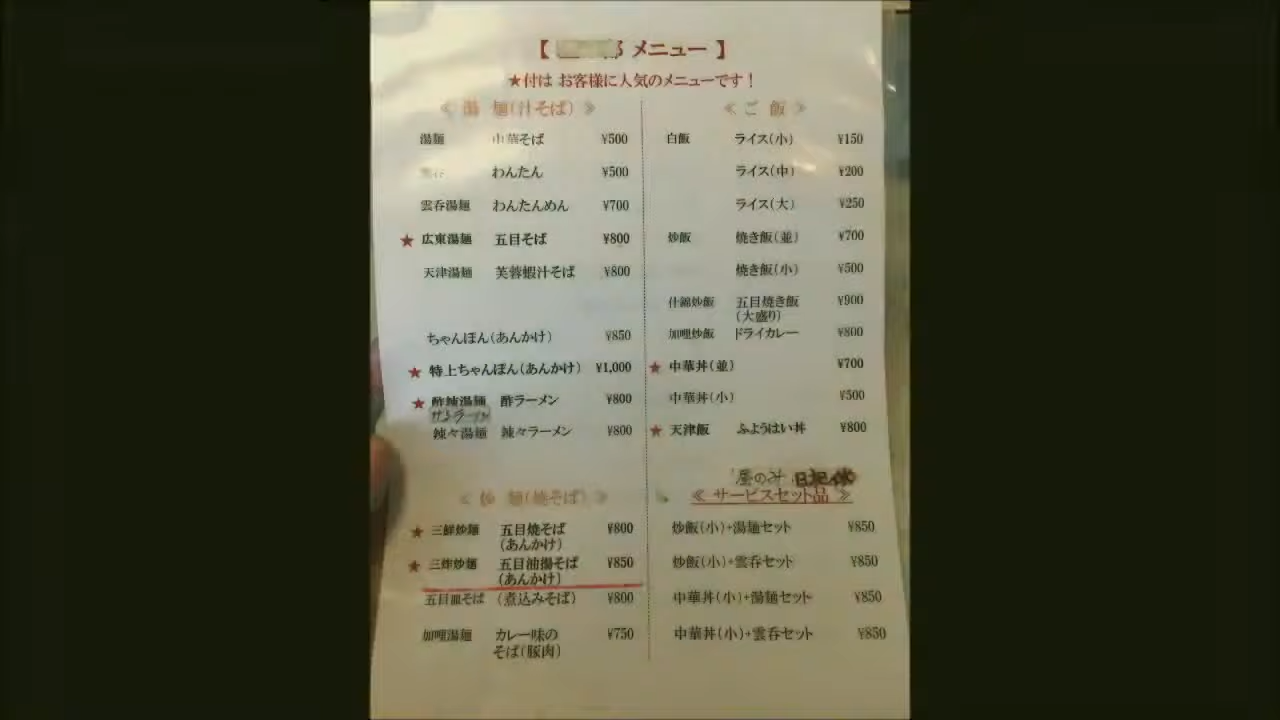 【 メニュー 】
★付は お客様に人気のメニューです！
≪ 湯 麺(汁そば) ≫
湯麺 中華そば ¥500
わんたん ¥500
雲呑湯麺 わんたんめん ¥700
★ 広東湯麺 五目そば ¥800
天津湯麺 芙蓉蝦汁そば ¥800
ちゃんぽん(あんかけ) ¥850
★ 特上ちゃんぽん(あんかけ) ¥1,000
★ 酢辣湯麺 酢ラーメン ¥800
サンラーメン
辣々湯麺 辣々ラーメン ¥800
≪ 炒 麺(焼そば) ≫
★ 三鮮炒麺 五目焼そば ¥800
(あんかけ)
★ 三炸炒麺 五目油揚そば ¥850
(あんかけ)
五目皿そば (煮込みそば) ¥800
加哩湯麺 カレー味の ¥750
そば(豚肉)
≪ ご 飯 ≫
白飯 ライス(小) ¥150
ライス(中) ¥200
ライス(大) ¥250
炒飯 焼き飯(並) ¥700
焼き飯(小) ¥500
什錦炒飯 五目焼き飯 ¥900
(大盛り)
加哩炒飯 ドライカレー ¥800
★ 中華丼(並) ¥700
中華丼(小) ¥500
★ 天津飯 ふようはい丼 ¥800
昼のみ 日祝休
≪ サービスセット品 ≫
炒飯(小)+湯麺セット ¥850
炒飯(小)+雲呑セット ¥850
中華丼(小)+湯麺セット ¥850
中華丼(小)+雲呑セット ¥850